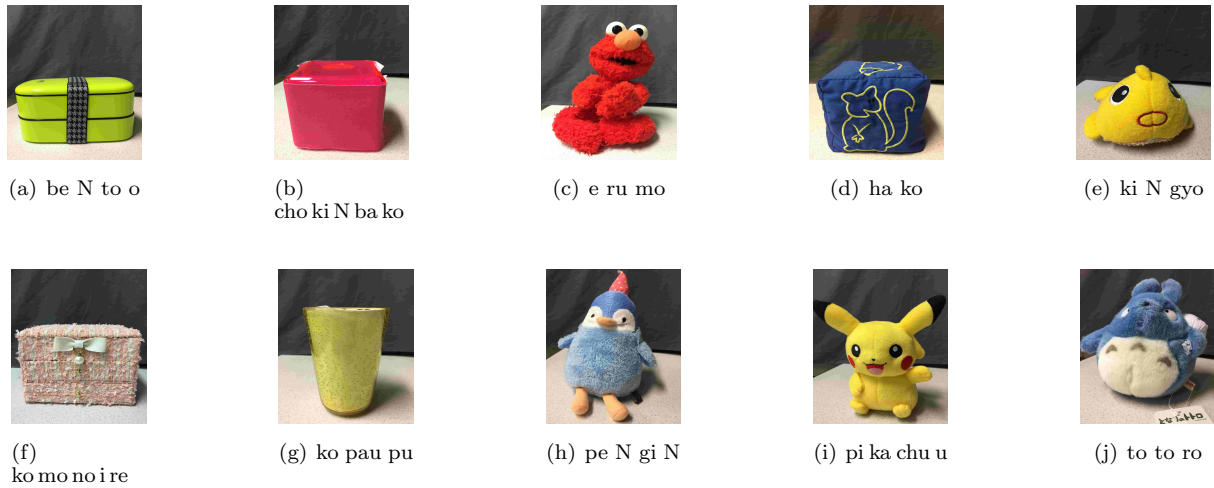 (a) be N to o
(b)
cho ki N ba ko
(c) e ru mo
(d) ha ko
(e) ki N gyo
(f)
ko mo no i re
(g) ko pau pu
(h) pe N gi N
(i) pi ka chu u
(j) to to ro